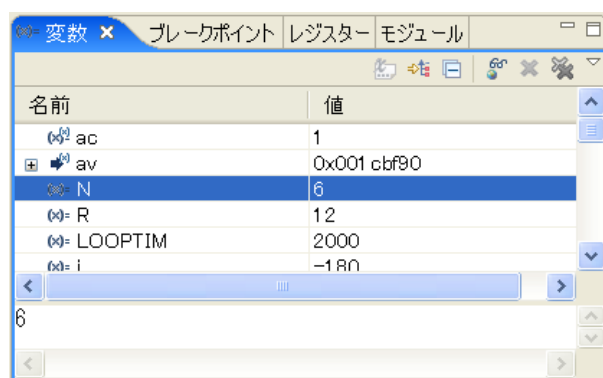 変数 ブレークポイント レジスター モジュール
名前 値
ac 1
av 0x001cbf90
N 6
R 12
LOOPTIM 2000
i -180
6